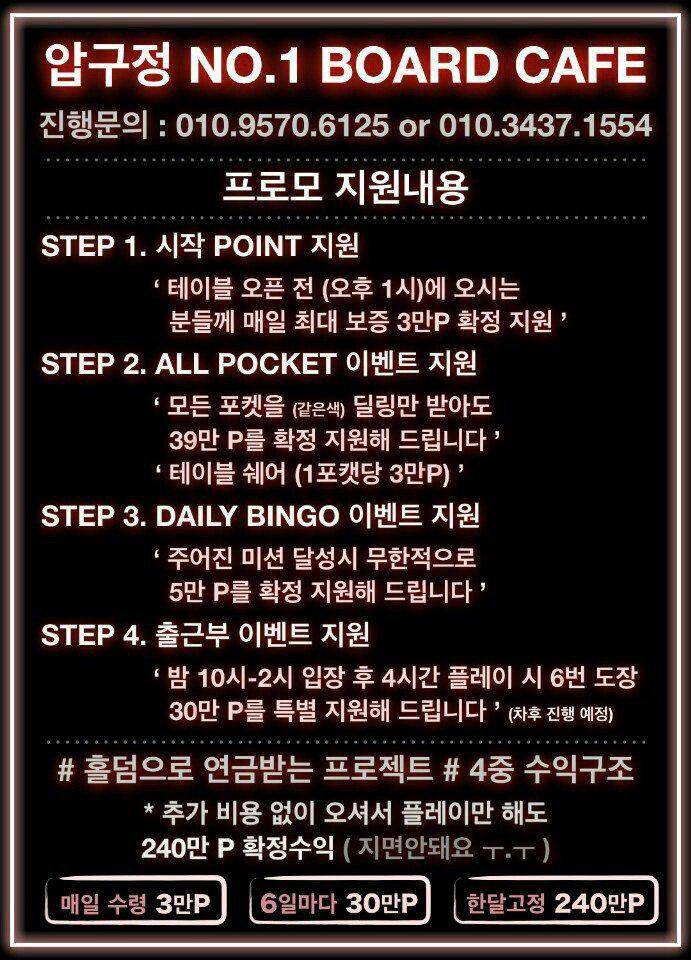 압구정 NO.1 BOARD CAFE
진행문의 : 010.9570.6125 or 010.3437.1554
프로모 지원내용
STEP 1. 시작 POINT 지원
‘ 테이블 오픈 전 (오후 1시)에 오시는
분들께 매일 최대 보증 3만P 확정 지원 ’
STEP 2. ALL POCKET 이벤트 지원
‘ 모든 포켓을 (같은색) 딜링만 받아도
39만 P를 확정 지원해 드립니다 ’
‘ 테이블 쉐어 (1포캣당 3만P) ’
STEP 3. DAILY BINGO 이벤트 지원
‘ 주어진 미션 달성시 무한적으로
5만 P를 확정 지원해 드립니다 ’
STEP 4. 출근부 이벤트 지원
‘ 밤 10시-2시 입장 후 4시간 플레이 시 6번 도장
30만 P를 특별 지원해 드립니다 ’ (차후 진행 예정)
# 홀덤으로 연금받는 프로젝트 # 4중 수익구조
* 추가 비용 없이 오셔서 플레이만 해도
240만 P 확정수익 ( 지면안돼요 ㅜ.ㅜ )
매일 수령 3만P
6일마다 30만P
한달고정 240만P